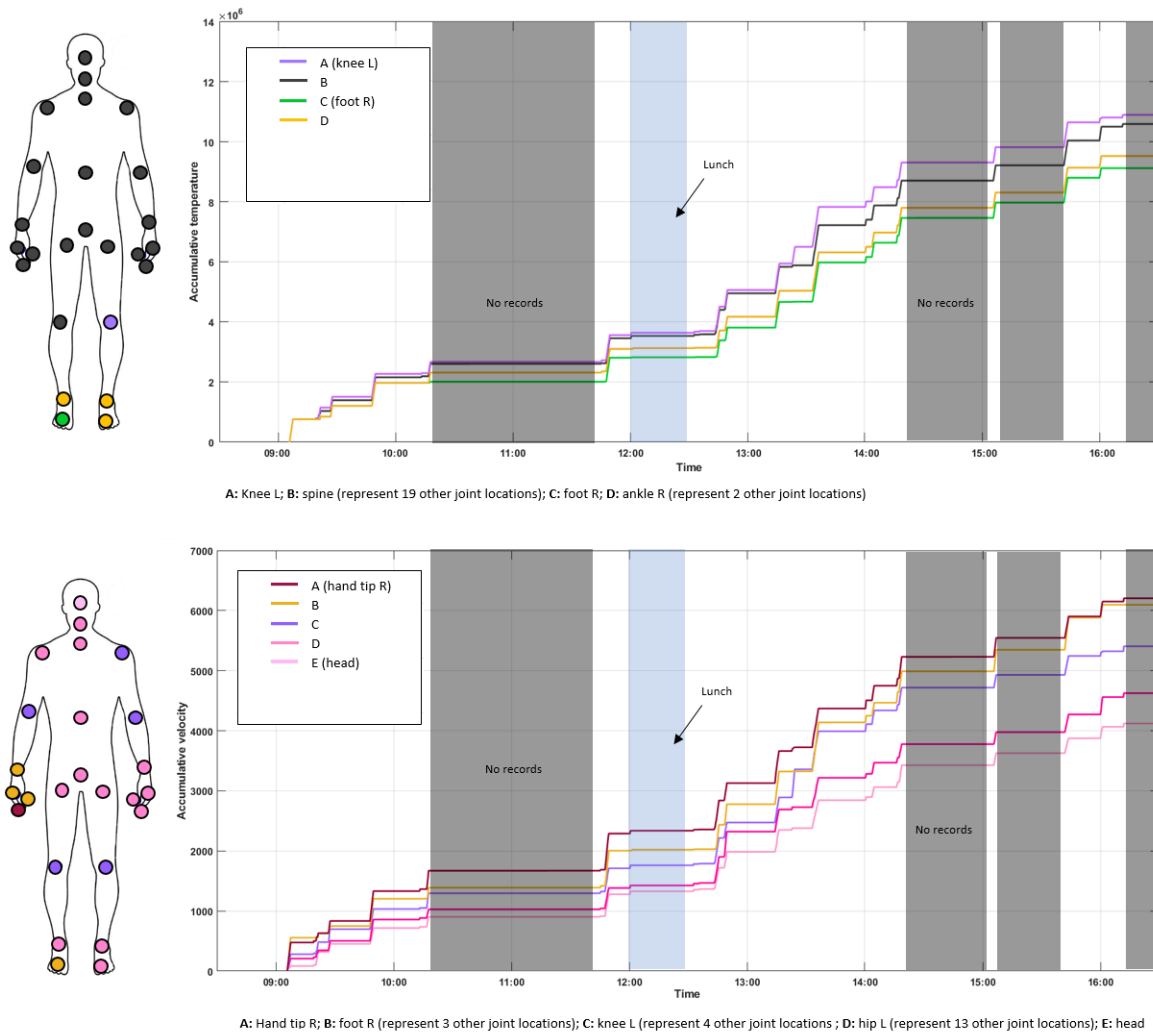 ×10⁶
14
12
10
8
6
4
2
0
Accumulative temperature
A (knee L)
B
C (foot R)
D
Lunch
No records
No records
09:00 10:00 11:00 12:00 13:00 14:00 15:00 16:00
Time
A: Knee L; B: spine (represent 19 other joint locations); C: foot R; D: ankle R (represent 2 other joint locations)
7000
6000
5000
4000
3000
2000
1000
0
Accumulative velocity
A (hand tip R)
B
C
D
E (head)
Lunch
No records
No records
09:00 10:00 11:00 12:00 13:00 14:00 15:00 16:00
Time
A: Hand tip R; B: foot R (represent 3 other joint locations); C: knee L (represent 4 other joint locations ; D: hip L (represent 13 other joint locations); E: head